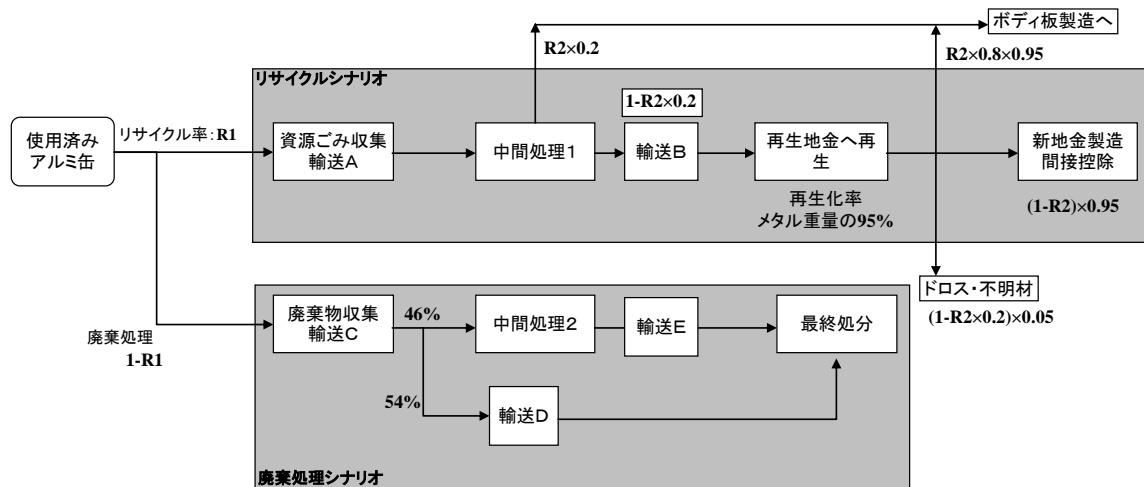 ボディ板製造へ
R2×0.2
R2×0.8×0.95
リサイクルシナリオ
1-R2×0.2
使用済み
アルミ缶
リサイクル率：R1
資源ごみ収集
輸送A
中間処理１
輸送B
再生地金へ再
生
新地金製造
間接控除
再生化率
メタル重量の95%
(1-R2)×0.95
ドロス・不明材
(1-R2×0.2)×0.05
廃棄処理
1-R1
廃棄物収集
輸送C
46%
中間処理２
輸送E
最終処分
54%
輸送D
廃棄処理シナリオ